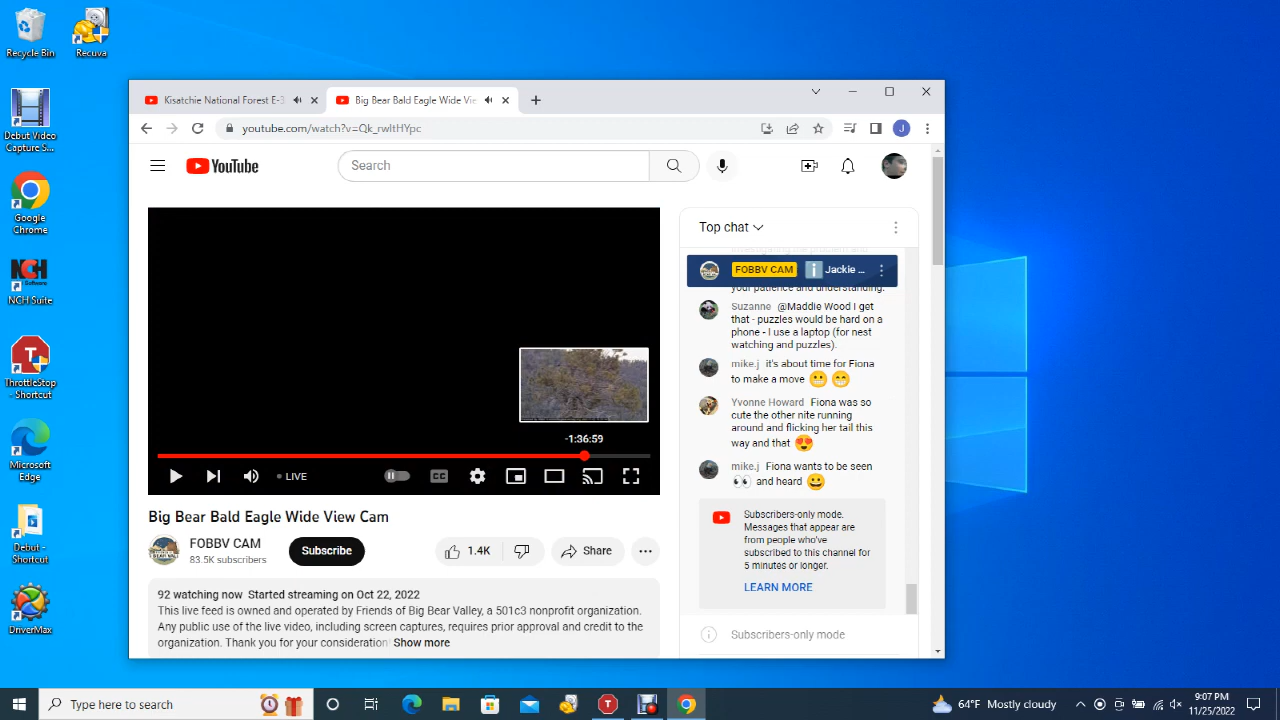 Recycle Bin
Recuva
Debut Video
Capture S...
Google
Chrome
NCH
Software
NCH Suite
ThrottleStop
- Shortcut
Microsoft
Edge
Debut -
Shortcut
DriverMax
Kisatchie National Forest E-3
Big Bear Bald Eagle Wide Vie
youtube.com/watch?v=Qk_rwItHYpc
J
YouTube
Search
Top chat
FOBBV CAM
Jackie ...
your patience and understanding.
Suzanne @Maddie Wood I get
that - puzzles would be hard on a
phone - I use a laptop (for nest
watching and puzzles).
mike.j it's about time for Fiona
to make a move 😬 😁
Yvonne Howard Fiona was so
cute the other nite running
around and flicking her tail this
way and that 😍
mike.j Fiona wants to be seen
👀 and heard 😀
Subscribers-only mode.
Messages that appear are
from people who've
subscribed to this channel for
5 minutes or longer.
LEARN MORE
Subscribers-only mode
-1:36:59
LIVE
CC
Big Bear Bald Eagle Wide View Cam
FOBBV CAM
83.5K subscribers
Subscribe
1.4K
Share
92 watching now Started streaming on Oct 22, 2022
This live feed is owned and operated by Friends of Big Bear Valley, a 501c3 nonprofit organization.
Any public use of the live video, including screen captures, requires prior approval and credit to the
organization. Thank you for your consideration! Show more
Type here to search
64°F Mostly cloudy
9:07 PM
11/25/2022